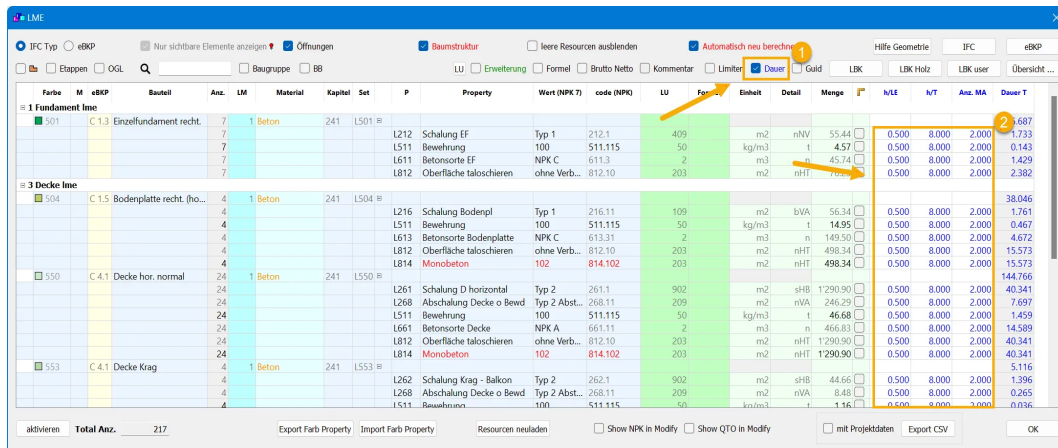 LME
IFC Typ eBKP Nur sichtbare Elemente anzeigen Öffnungen Baumstruktur leere Resourcen ausblenden Automatisch neu berechne Hilfe Geometrie IFC eBKP
Etappen OGL Baugruppe BB LU Erweiterung Formel Brutto Netto Kommentar Limiter Dauer Guid LBK LBK Holz LBK user Übersicht ...
1
Farbe M eBKP Bauteil Anz. LM Material Kapitel Set P Property Wert (NPK 7) code (NPK) LU Einheit Detail Menge h/LE h/T Anz. MA Dauer T
2
1 Fundament lme
501 C 1.3 Einzelfundament recht. 7 1 Beton 241 L501 .687
7 L212 Schalung EF Typ 1 212.1 409 m2 nNV 55.44 0.500 8.000 2.000 1.733
7 L511 Bewehrung 100 511.115 50 kg/m3 t 4.57 0.500 8.000 2.000 0.143
7 L611 Betonsorte EF NPK C 611.3 2 m3 n 45.74 0.500 8.000 2.000 1.429
7 L812 Oberfläche taloschieren ohne Verb... 812.10 203 m2 nHT 0.500 8.000 2.000 2.382
3 Decke lme
504 C 1.5 Bodenplatte recht. (ho... 4 1 Beton 241 L504 38.046
4 L216 Schalung Bodenpl Typ 1 216.11 109 m2 bVA 56.34 0.500 8.000 2.000 1.761
4 L511 Bewehrung 100 511.115 50 kg/m3 t 14.95 0.500 8.000 2.000 0.467
4 L613 Betonsorte Bodenplatte NPK C 613.31 2 m3 n 149.50 0.500 8.000 2.000 4.672
4 L812 Oberfläche taloschieren ohne Verb... 812.10 203 m2 nHT 498.34 0.500 8.000 2.000 15.573
4 L814 Monobeton 102 814.102 203 m2 nHT 498.34 0.500 8.000 2.000 15.573
550 C 4.1 Decke hor. normal 24 1 Beton 241 L550 144.766
24 L261 Schalung D horizontal Typ 2 261.1 902 m2 sHB 1'290.90 0.500 8.000 2.000 40.341
24 L268 Abschalung Decke o Bewd Typ 2 Abst... 268.11 209 m2 nVA 246.29 0.500 8.000 2.000 7.697
24 L511 Bewehrung 100 511.115 50 kg/m3 t 46.68 0.500 8.000 2.000 1.459
24 L661 Betonsorte Decke NPK A 661.11 2 m3 n 466.83 0.500 8.000 2.000 14.589
24 L812 Oberfläche taloschieren ohne Verb... 812.10 203 m2 nHT 1'290.90 0.500 8.000 2.000 40.341
24 L814 Monobeton 102 814.102 203 m2 nHT 1'290.90 0.500 8.000 2.000 40.341
553 C 4.1 Decke Krag 4 1 Beton 241 L553 5.116
4 L262 Schalung Krag - Balkon Typ 2 262.1 902 m2 sHB 44.66 0.500 8.000 2.000 1.396
4 L268 Abschalung Decke o Bewd Typ 2 Abst... 268.11 209 m2 nVA 8.48 0.500 8.000 2.000 0.265
4 L511 Bewehrung 100 511.115 50 kg/m3 t 1.16 0.500 8.000 2.000 0.036
aktivieren Total Anz. 217 Export Farb Property Import Farb Property Resourcen neuladen Show NPK in Modify Show QTO in Modify mit Projektdaten Export CSV OK